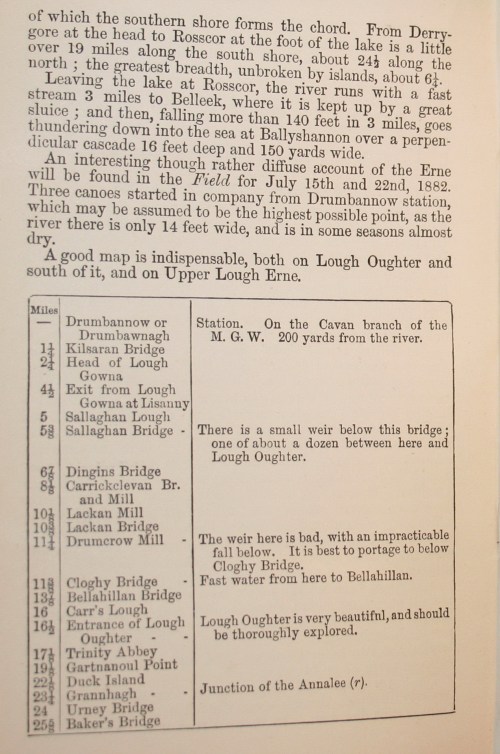 of which the southern shore forms the chord. From Derry-
gore at the head to Rosscor at the foot of the lake is a little
over 19 miles along the south shore, about 24½ along the
north ; the greatest breadth, unbroken by islands, about 6¼.
Leaving the lake at Rosscor, the river runs with a fast
stream 3 miles to Belleek, where it is kept up by a great
sluice ; and then, falling more than 140 feet in 3 miles, goes
thundering down into the sea at Ballyshannon over a perpen-
dicular cascade 16 feet deep and 150 yards wide.
An interesting though rather diffuse account of the Erne
will be found in the Field for July 15th and 22nd, 1882.
Three canoes started in company from Drumbannow station,
which may be assumed to be the highest possible point, as the
river there is only 14 feet wide, and is in some seasons almost
dry.
A good map is indispensable, both on Lough Oughter and
south of it, and on Upper Lough Erne.
Miles
— Drumbannow or Station. On the Cavan branch of the
Drumbawnagh M. G. W. 200 yards from the river.
1¼ Kilsaran Bridge
2¼ Head of Lough
Gowna
4½ Exit from Lough
Gowna at Lisanny
5 Sallaghan Lough
5⅜ Sallaghan Bridge - There is a small weir below this bridge ;
one of about a dozen between here and
Lough Oughter.
6⅞ Dingins Bridge
8⅛ Carrickclevan Br.
and Mill
10⅛ Lackan Mill
10⅜ Lackan Bridge
11¼ Drumcrow Mill - The weir here is bad, with an impracticable
fall below. It is best to portage to below
Cloghy Bridge.
11⅜ Cloghy Bridge - Fast water from here to Bellahillan.
13¼ Bellahillan Bridge
16 Carr's Lough
16½ Entrance of Lough Lough Oughter is very beautiful, and should
Oughter - - be thoroughly explored.
17½ Trinity Abbey
19½ Gartnanoul Point
22½ Duck Island
23¼ Grannhagh - - Junction of the Annalee (r).
24 Urney Bridge
25⅝ Baker's Bridge